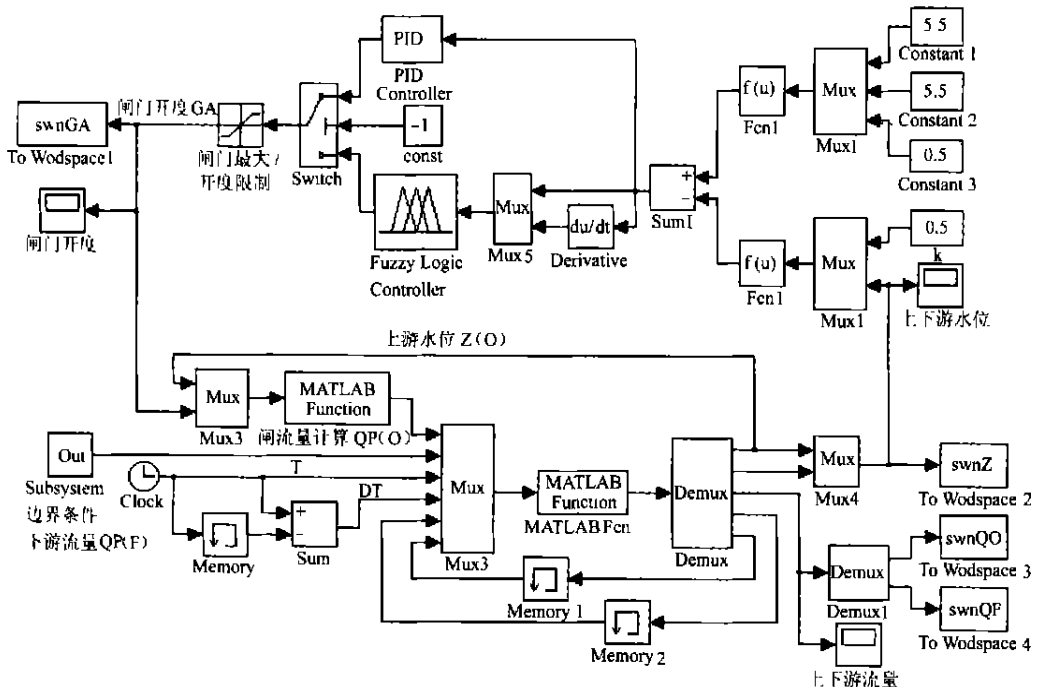 PID
PID
Controller
5 5
Constant 1
5.5
Constant 2
0.5
Constant 3
Mux
Mux1
f(u)
Fcn1
闸门开度 GA
swnGA
To Wodspace1
闸门最大/
开度限制
Switch
-1
const
闸门开度
Fuzzy Logic
Controller
Mux
Mux 5
du/dt
Derivative
+
−
Sum1
f(u)
Fcn1
Mux
Mux1
0.5
k
上下游水位
上游水位 Z(O)
Mux
Mux3
MATLAB
Function
闸流量计算 QP(O)
Out
Subsystem
边界条件
下游流量QP(F)
Clock
T
DT
Memory
+
−
Sum
Mux
Mux3
MATLAB
Function
MATLAB Fcn
Demux
Demux
Memory 1
Memory 2
Mux
Mux4
swnZ
To Wodspace 2
Demux
Demux1
swnQO
To Wodspace 3
swnQF
To Wodspace 4
上下游流量